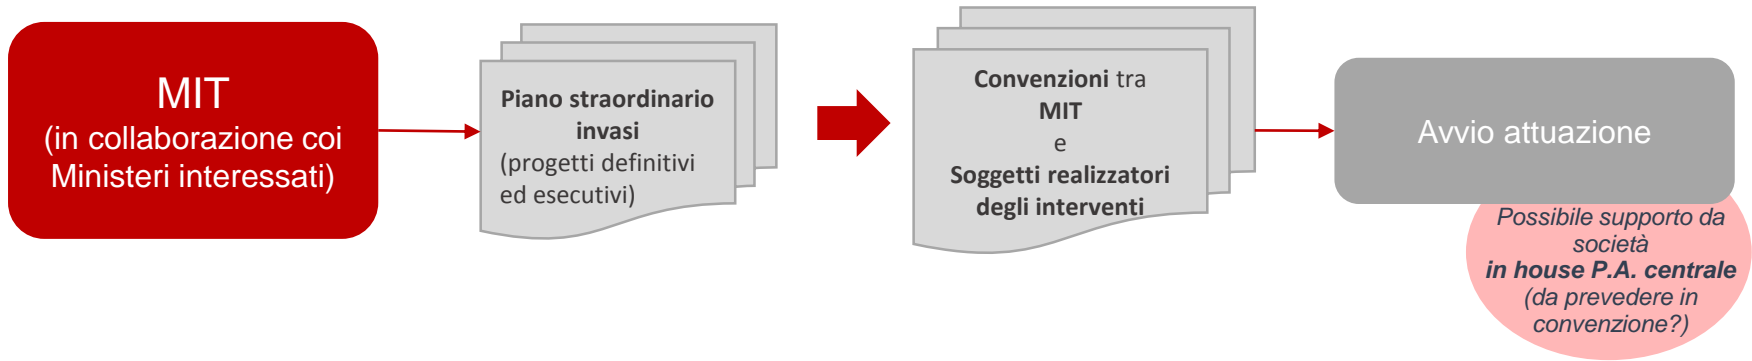 MIT
(in collaborazione coi
Ministeri interessati)
Piano straordinario
invasi
(progetti definitivi
ed esecutivi)
Convenzioni tra
MIT
e
Soggetti realizzatori
degli interventi
Avvio attuazione
Possibile supporto da
società
in house P.A. centrale
(da prevedere in
convenzione?)